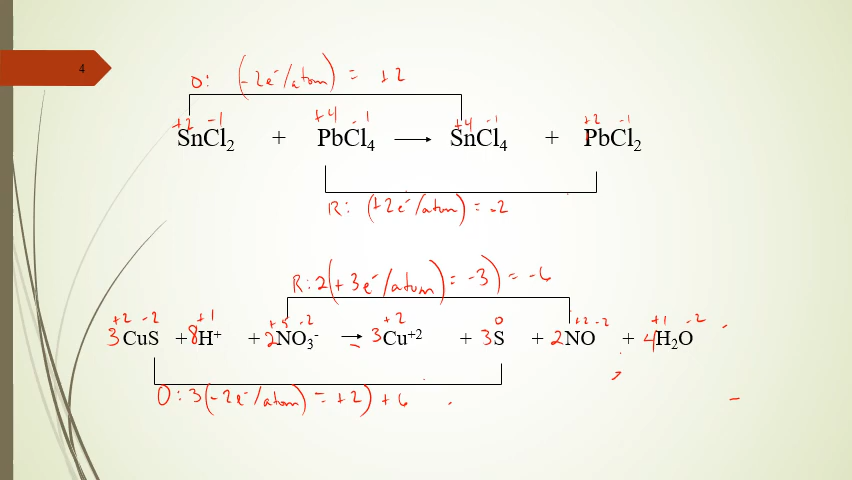 4
O: (-2e⁻/atom) = +2
+2 -1 +4 -1 +4 -1 +2 -1
SnCl₂ + PbCl₄ → SnCl₄ + PbCl₂
R: (+2e⁻/atom) = -2
R: 2(+3e⁻/atom) = -3) = -6
+2 -2 +1 +5 -2 +2 0 +2 -2 +1 -2
3CuS + 8H⁺ + 2NO₃⁻ → 3Cu⁺² + 3S + 2NO + 4H₂O
O: 3(-2e⁻/atom) = +2) +6